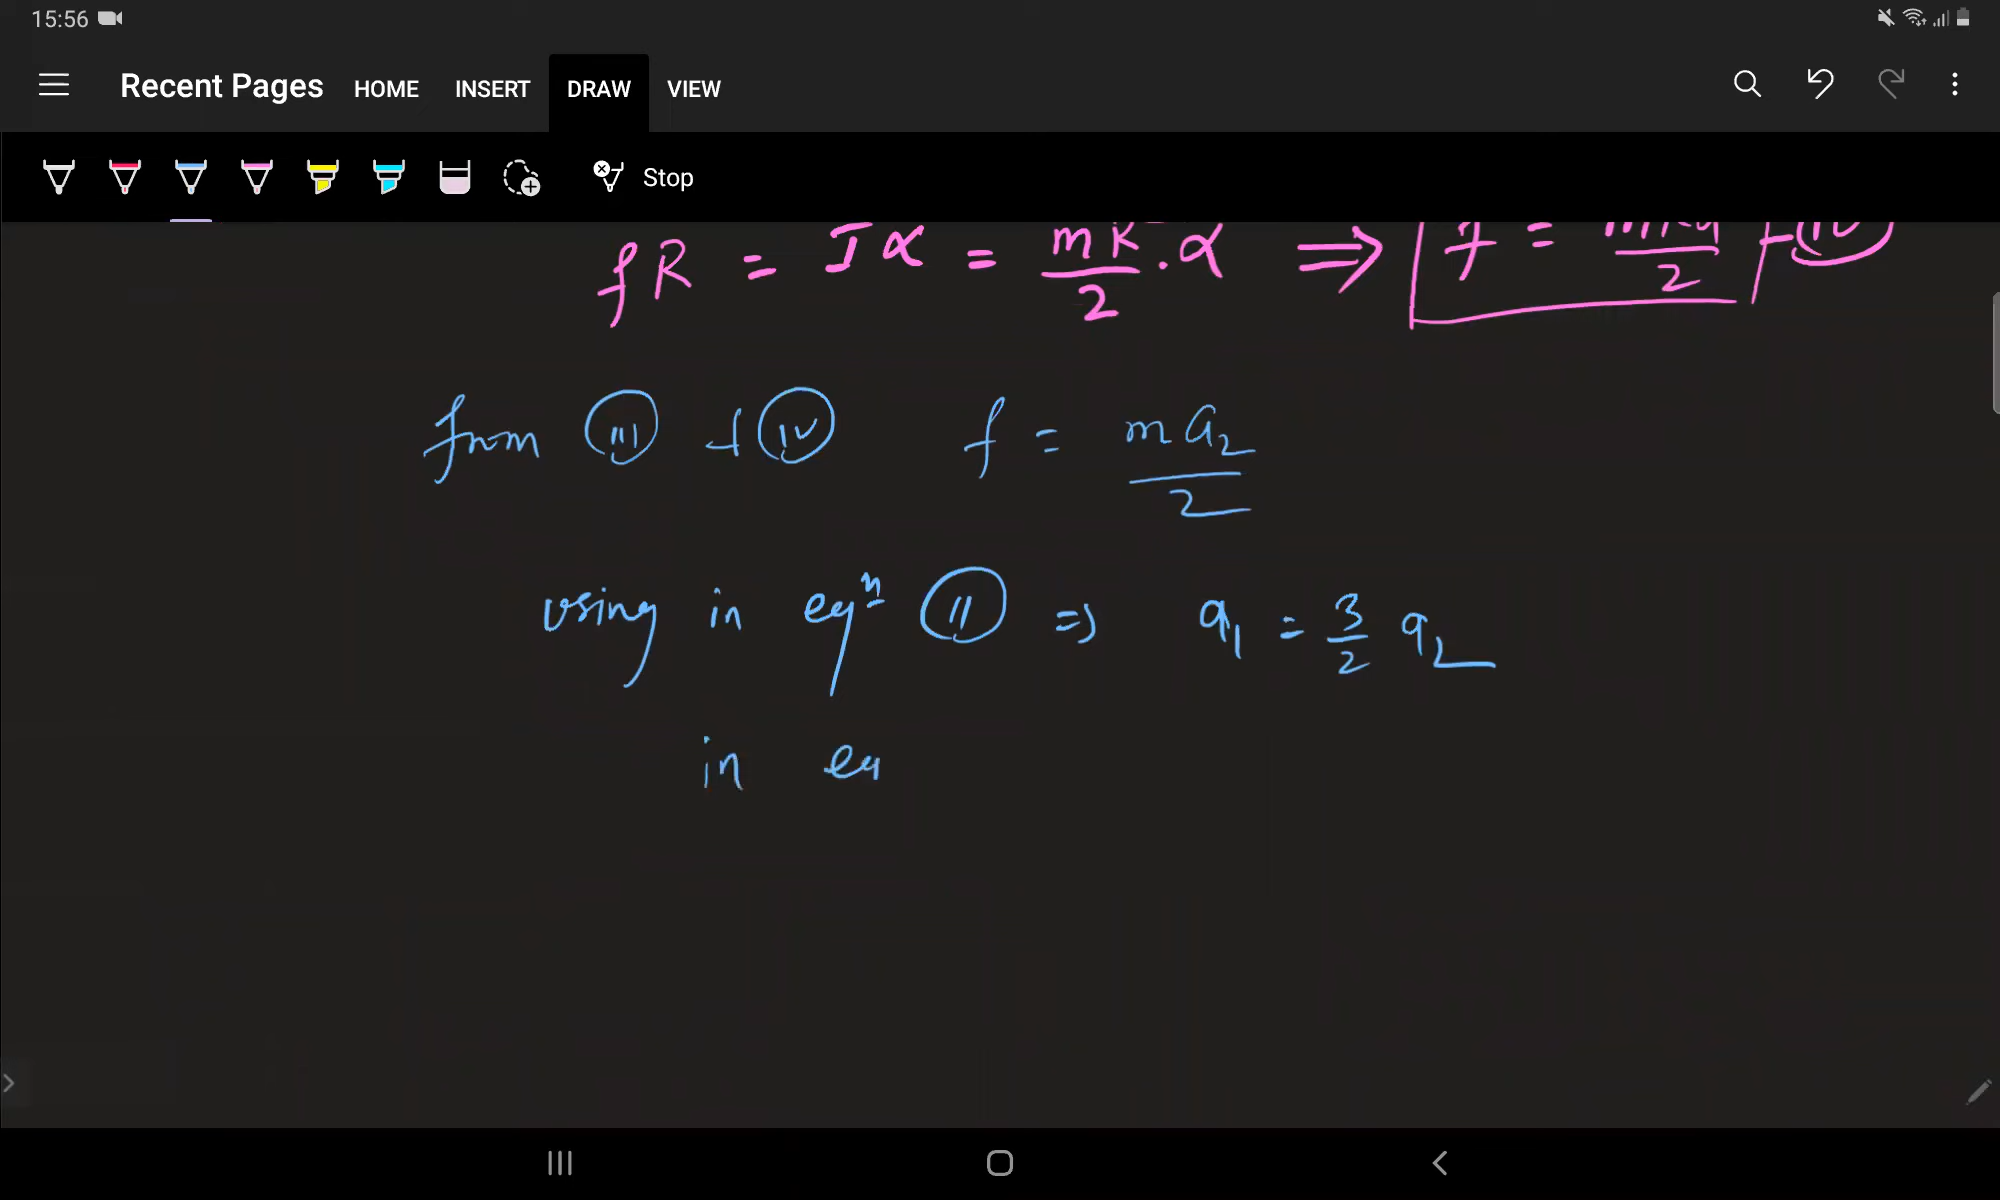 15:56
Recent Pages HOME INSERT DRAW VIEW
Stop
fR = Iα = mR/2 . α ⇒ f = mRα/2 — (IV)
from (III) & (IV) f = ma₂/2
using in eqⁿ (II) ⇒ a₁ = 3/2 a₂
in eq